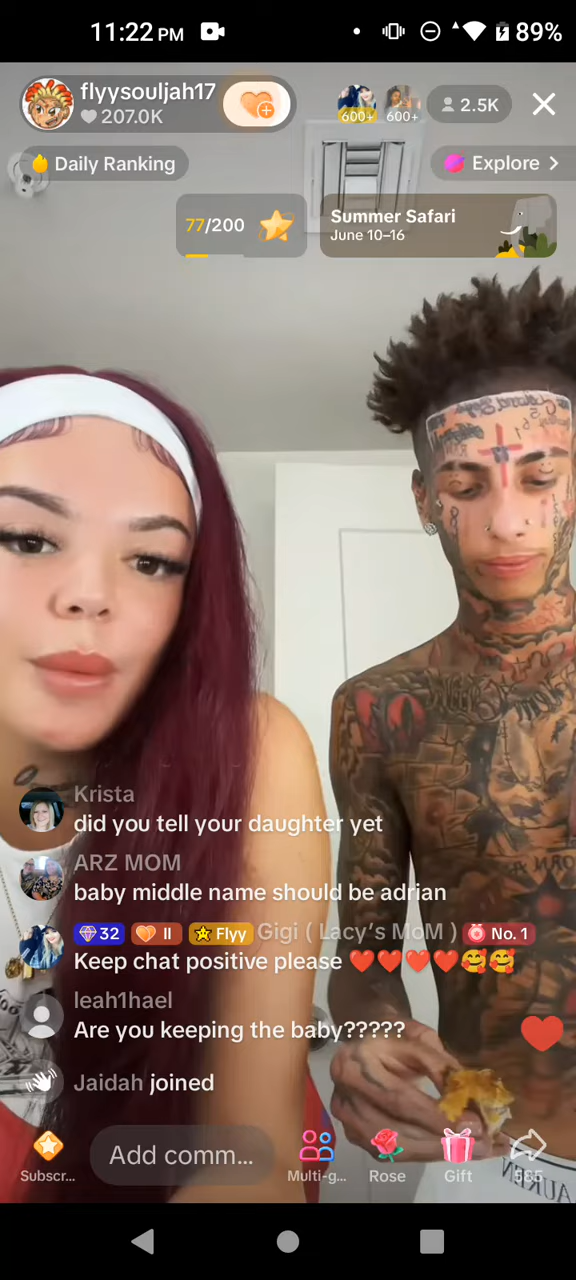 11:22 PM 89%
flyysouljah17
207.0K
600+ 600+
2.5K
Daily Ranking
Explore >
77/200
Summer Safari
June 10–16
Krista
did you tell your daughter yet
ARZ MOM
baby middle name should be adrian
32 II Flyy Gigi ( Lacy's MoM ) No. 1
Keep chat positive please ❤️❤️❤️❤️🥰🥰
leah1hael
Are you keeping the baby?????
Jaidah joined
Add comm...
Subscr... Multi-g... Rose Gift 585